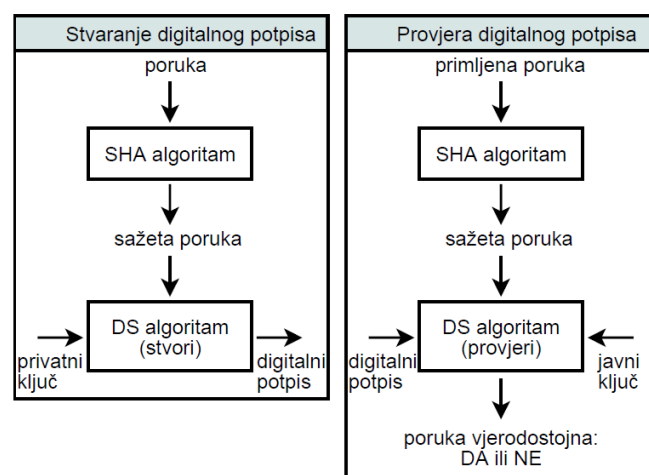 Stvaranje digitalnog potpisa
poruka
SHA algoritam
sažeta poruka
DS algoritam
(stvori)
privatni
ključ
digitalni
potpis
Provjera digitalnog potpisa
primljena poruka
SHA algoritam
sažeta poruka
DS algoritam
(provjeri)
digitalni
potpis
javni
ključ
poruka vjerodostojna:
DA ili NE